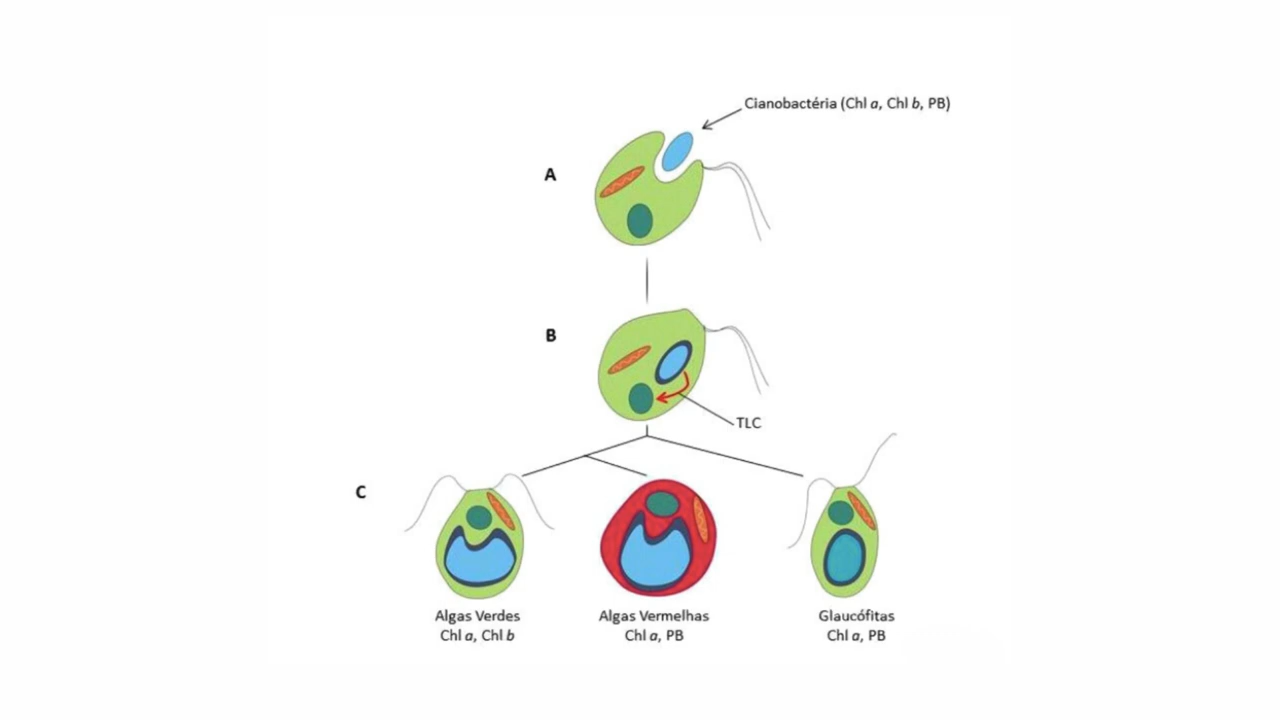 Cianobactéria (Chl a, Chl b, PB)
A
B
TLC
C
Algas Verdes
Chl a, Chl b
Algas Vermelhas
Chl a, PB
Glaucófitas
Chl a, PB